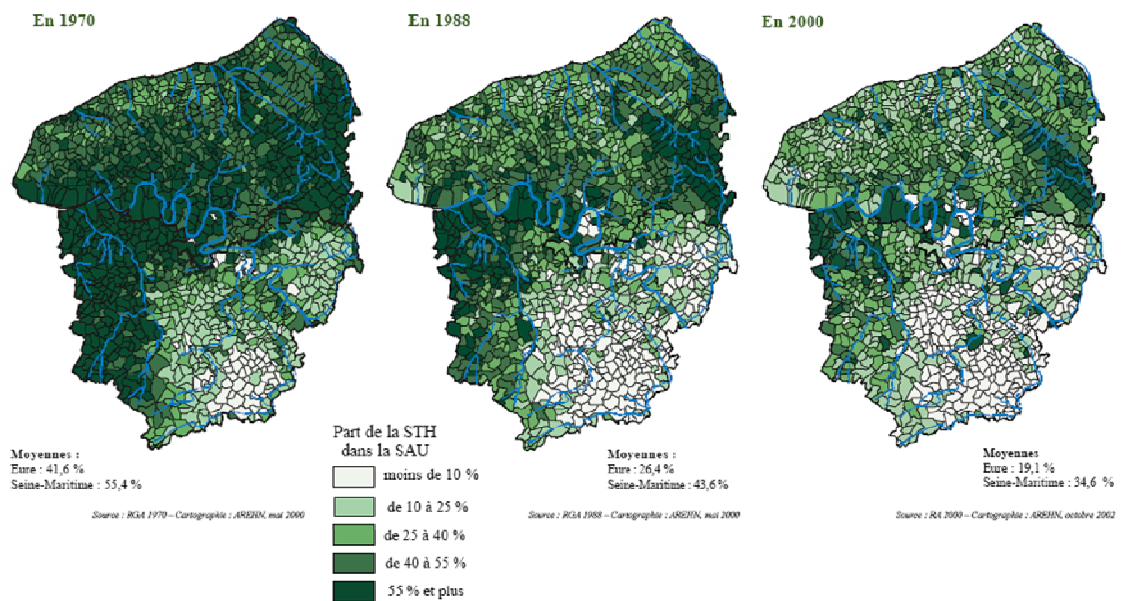 En 1970
En 1988
En 2000
Moyennes :
Eure : 41,6 %
Seine-Maritime : 55,4 %
Source : RGA 1970 – Cartographie : AREHN, mai 2000
Part de la STH
dans la SAU
moins de 10 %
de 10 à 25 %
de 25 à 40 %
de 40 à 55 %
55 % et plus
Moyennes :
Eure : 26,4 %
Seine-Maritime : 43,6 %
Source : RGA 1988 – Cartographie : AREHN, mai 2000
Moyennes
Eure : 19,1 %
Seine-Maritime : 34,6 %
Source : RA 2000 – Cartographie : AREHN, octobre 2002